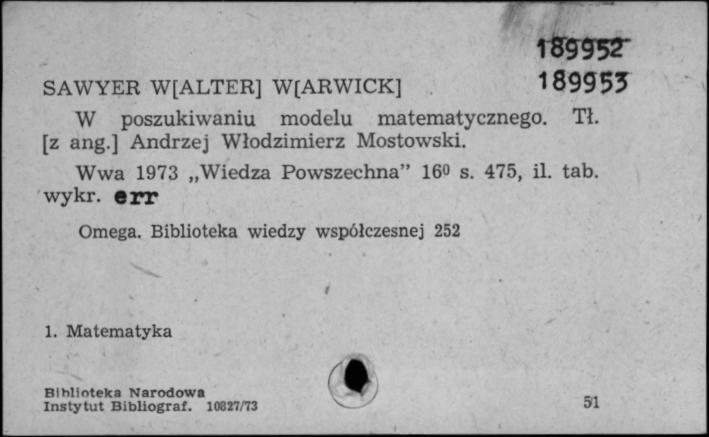 189952
189953
SAWYER W[ALTER] W[ARWICK]
W poszukiwaniu modelu matematycznego. Tł.
[z ang.] Andrzej Włodzimierz Mostowski.
Wwa 1973 „Wiedza Powszechna” 16⁰ s. 475, il. tab.
wykr. err
Omega. Biblioteka wiedzy współczesnej 252
1. Matematyka
Biblioteka Narodowa
Instytut Bibliograf. 10827/73
51